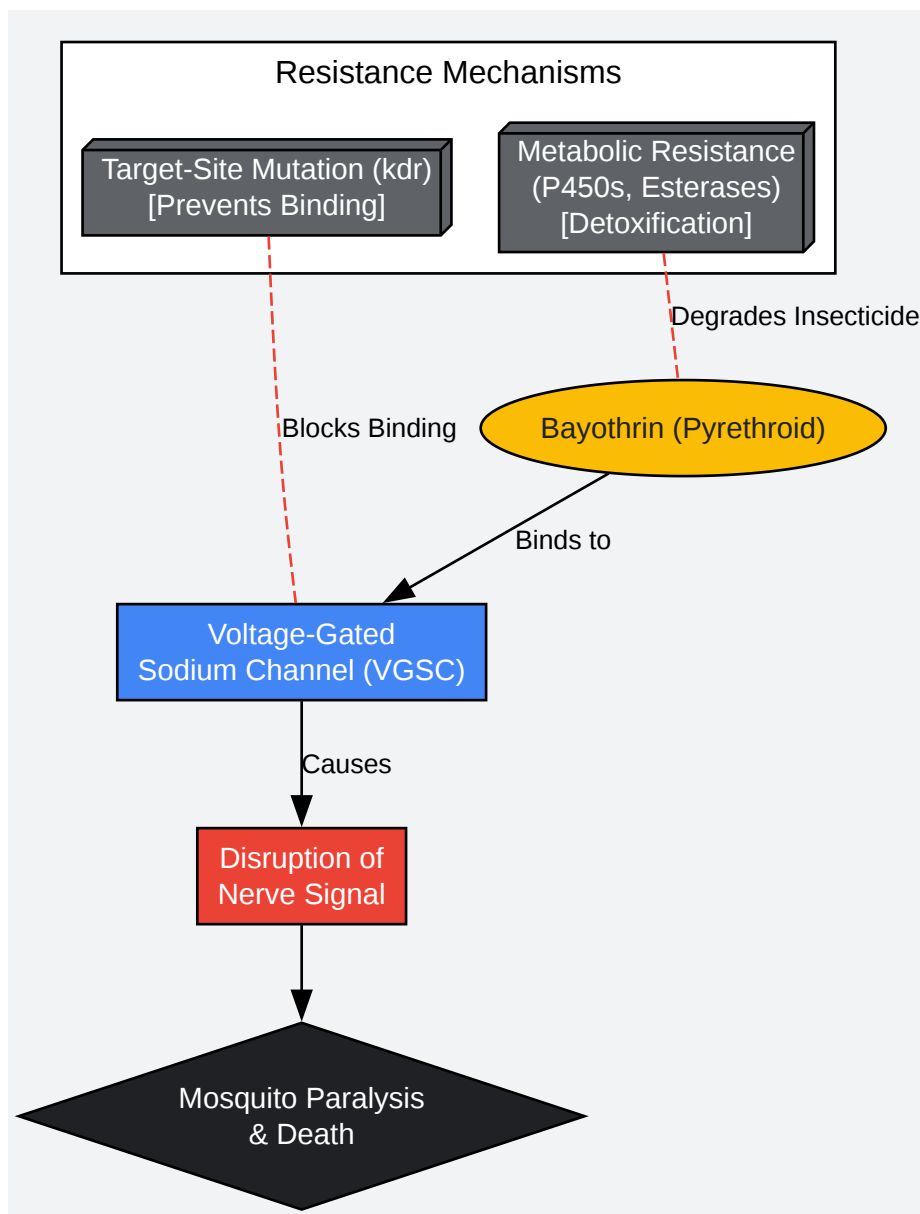 Resistance Mechanisms
Target-Site Mutation (kdr)
[Prevents Binding]
Metabolic Resistance
(P450s, Esterases)
[Detoxification]
Degrades Insecticide
Blocks Binding
Bayothrin (Pyrethroid)
Binds to
Voltage-Gated
Sodium Channel (VGSC)
Causes
Disruption of
Nerve Signal
Mosquito Paralysis
& Death